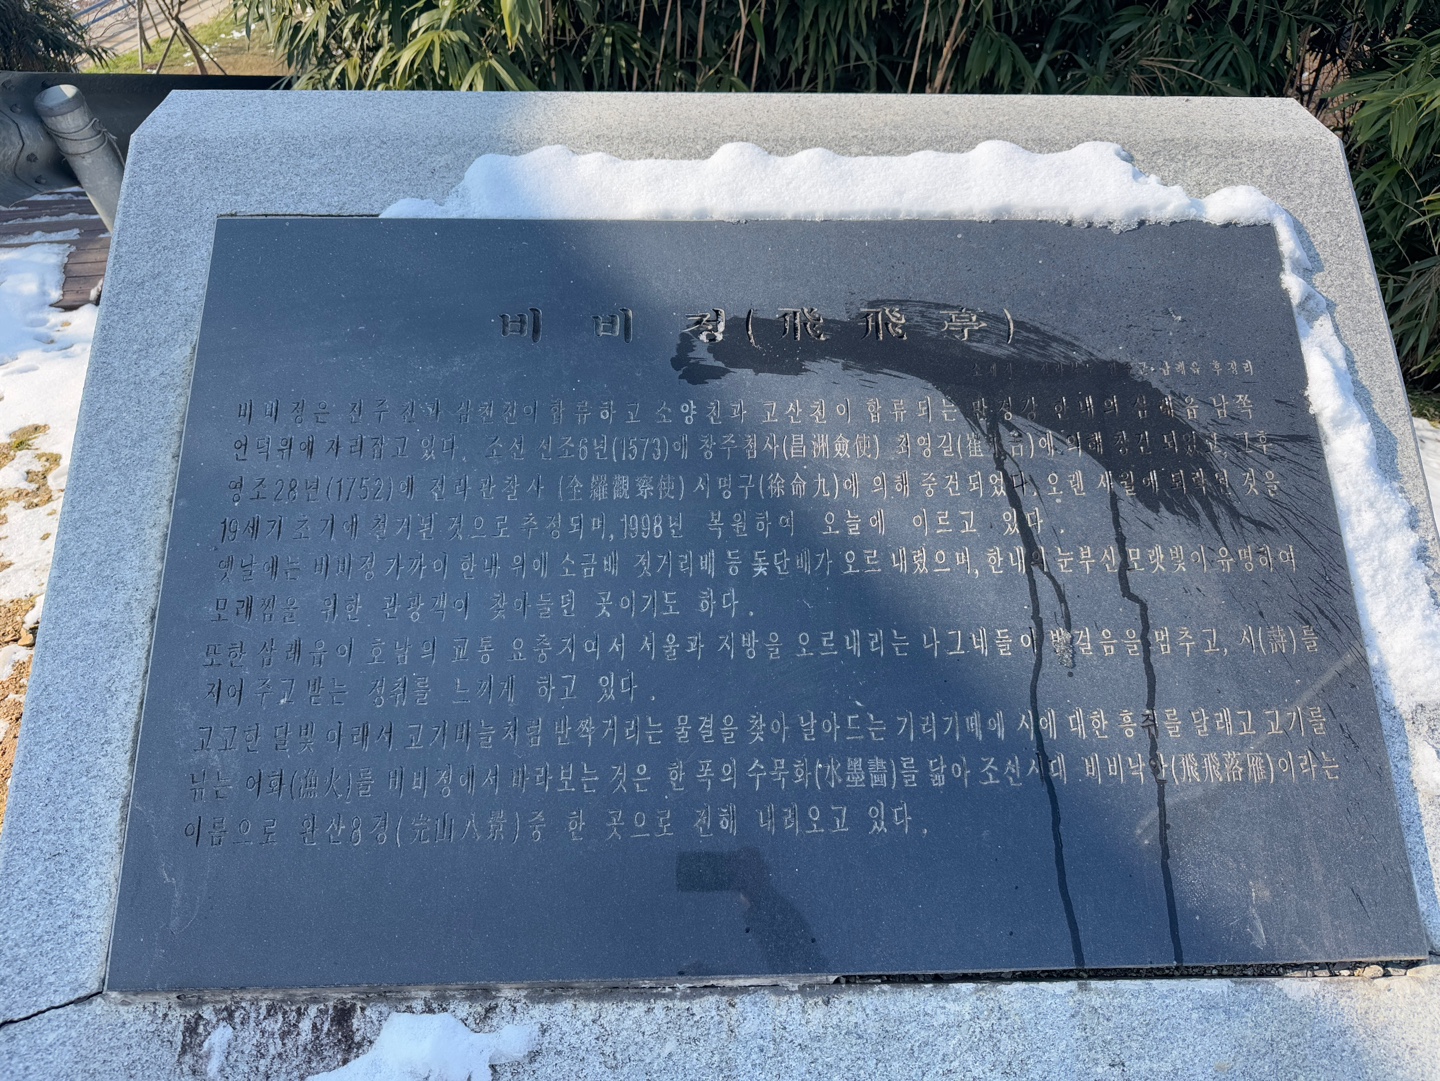 비 비 정(飛 飛 亭)
삼례읍 후정리
비비정은 전주천과 삼천천이 합류하고 소양천과 고산천이 합류되는 만경강 한내의 삼례읍 남쪽
언덕위에 자리잡고 있다. 조선 선조6년(1573)에 창주첨사(昌洲僉使) 최영길(崔永吉)에 의해 창건 되었고, 그후
영조28년(1752)에 전라관찰사 (全羅觀察使) 서명구(徐命九)에 의해 중건되었다. 오랜 세월에 퇴락된 것을
19세기 초기에 철거된 것으로 추정되며, 1998년 복원하여 오늘에 이르고 있다.
옛날에는 비비정 가까이 한내 위에 소금배 젓거리배 등 돛단배가 오르 내렸으며, 한내의 눈부신 모랫빛이 유명하여
모래찜을 위한 관광객이 찾아들던 곳이기도 하다.
또한 삼례읍이 호남의 교통 요충지여서 서울과 지방을 오르내리는 나그네들이 발걸음을 멈추고, 시(詩)를
지어 주고 받는 정취를 느끼게 하고 있다.
고고한 달빛 아래서 고기비늘처럼 반짝거리는 물결을 찾아 날아드는 기러기떼에 시에 대한 흥취를 달래고 고기를
낚는 어화(漁火)를 비비정에서 바라보는 것은 한 폭의 수묵화(水墨畵)를 닮아 조선시대 비비낙안(飛飛落雁)이라는
이름으로 완산8경(完山八景)중 한 곳으로 전해 내려오고 있다.